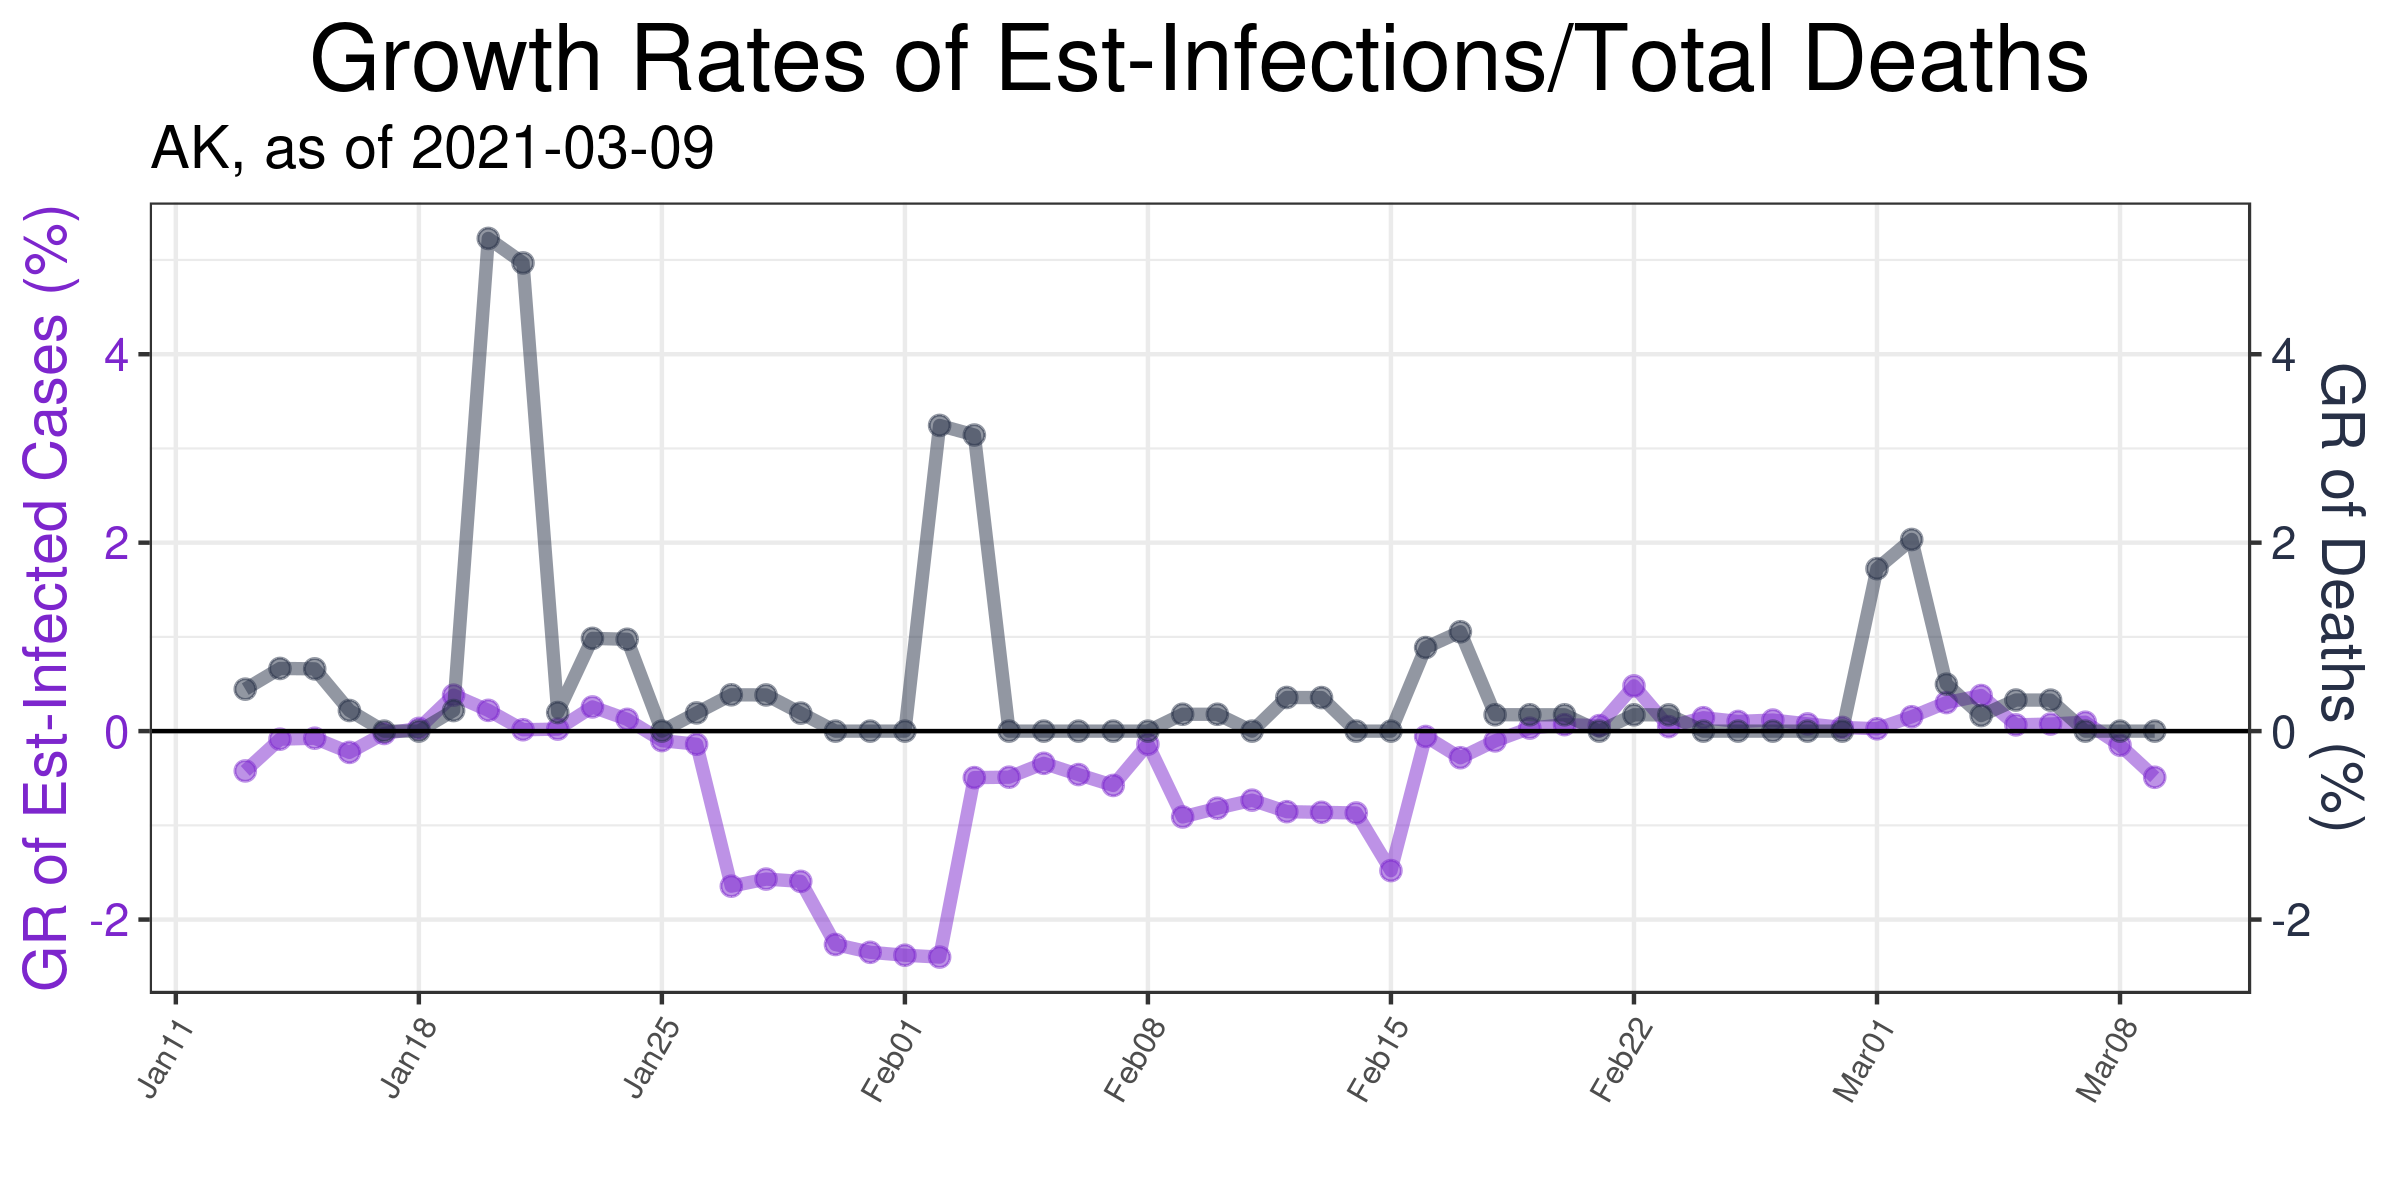 Growth Rates of Est-Infections/Total Deaths
AK, as of 2021-03-09
GR of Est-Infected Cases (%)
4
2
0
-2
4
2
0
-2
GR of Deaths (%)
Jan11
Jan18
Jan25
Feb01
Feb08
Feb15
Feb22
Mar01
Mar08